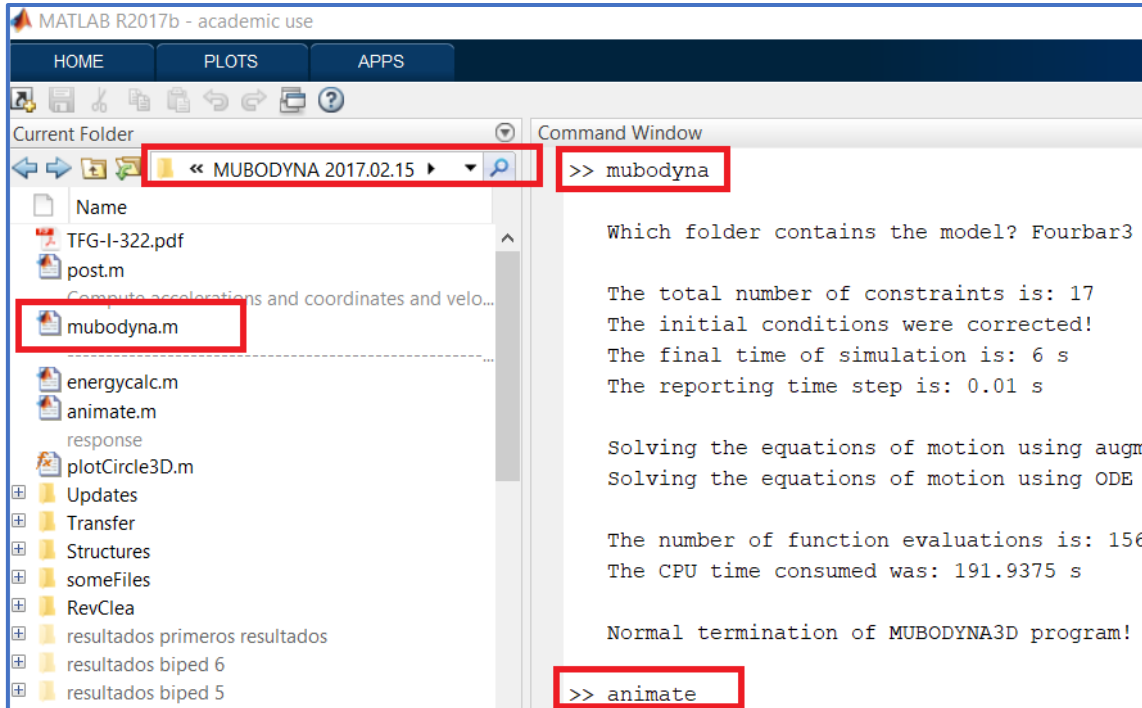 MATLAB R2017b - academic use
HOME PLOTS APPS
Current Folder
« MUBODYNA 2017.02.15
Name
TFG-I-322.pdf
post.m
Compute accelerations and coordinates and velo...
mubodyna.m
------------------------------------------------------------...
energycalc.m
animate.m
response
plotCircle3D.m
Updates
Transfer
Structures
someFiles
RevClea
resultados primeros resultados
resultados biped 6
resultados biped 5
Command Window
>> mubodyna
Which folder contains the model? Fourbar3
The total number of constraints is: 17
The initial conditions were corrected!
The final time of simulation is: 6 s
The reporting time step is: 0.01 s
Solving the equations of motion using augm
Solving the equations of motion using ODE
The number of function evaluations is: 156
The CPU time consumed was: 191.9375 s
Normal termination of MUBODYNA3D program!
>> animate